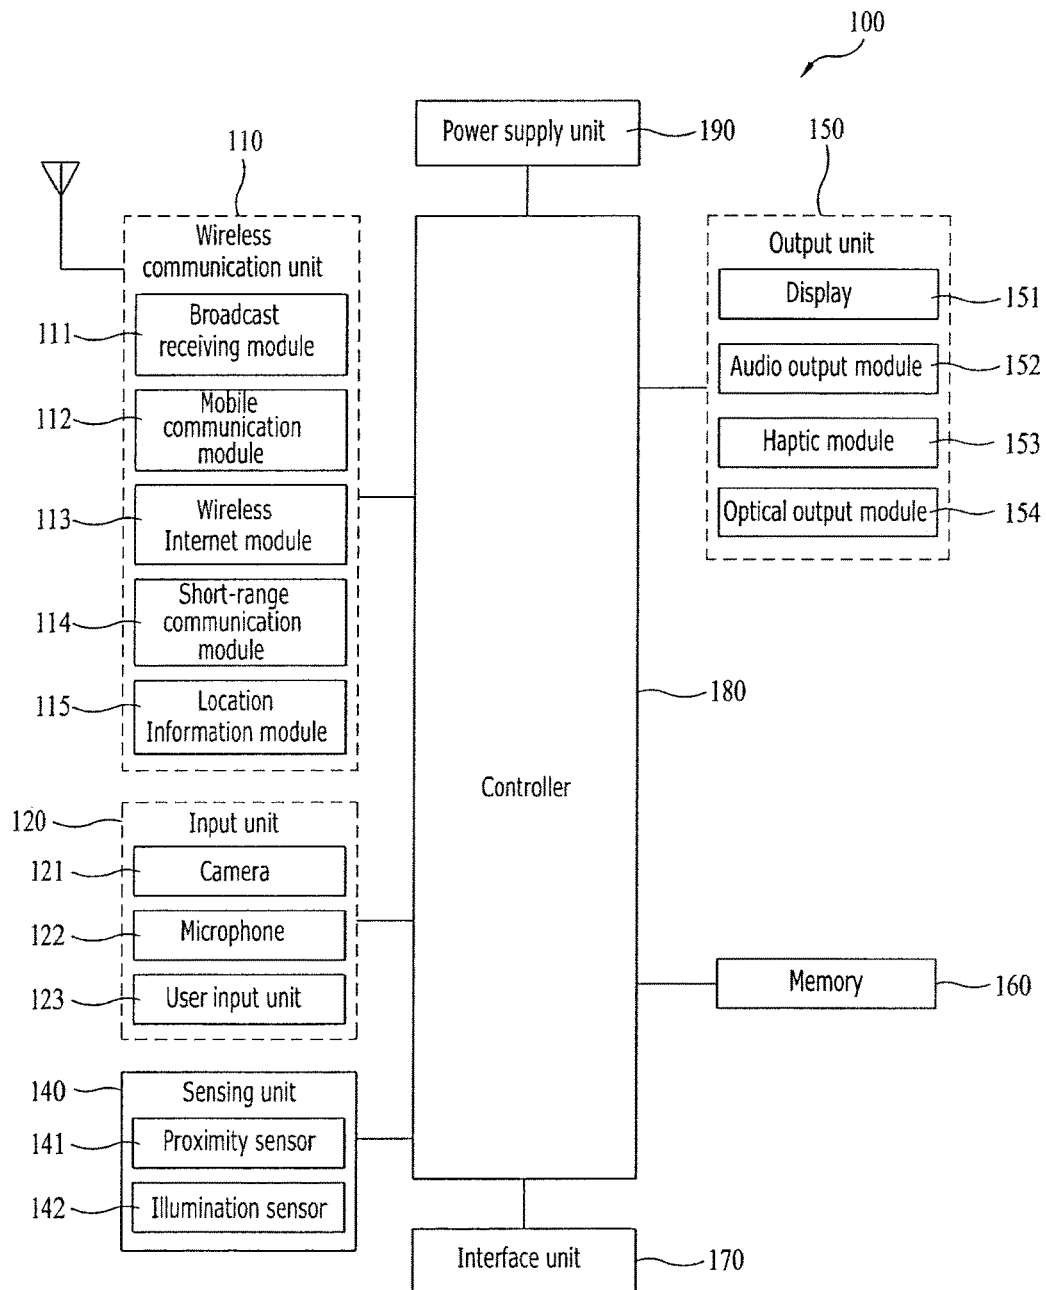 100
Power supply unit
190
110
150
Wireless
communication unit
Output unit
Broadcast
receiving module
111
Display
151
Mobile
communication
module
112
Audio output module
152
Wireless
Internet module
113
Haptic module
153
Short-range
communication
module
114
Optical output module
154
Location
Information module
115
180
Controller
120
Input unit
121
Camera
122
Microphone
123
User input unit
Memory
160
140
Sensing unit
141
Proximity sensor
142
Illumination sensor
Interface unit
170